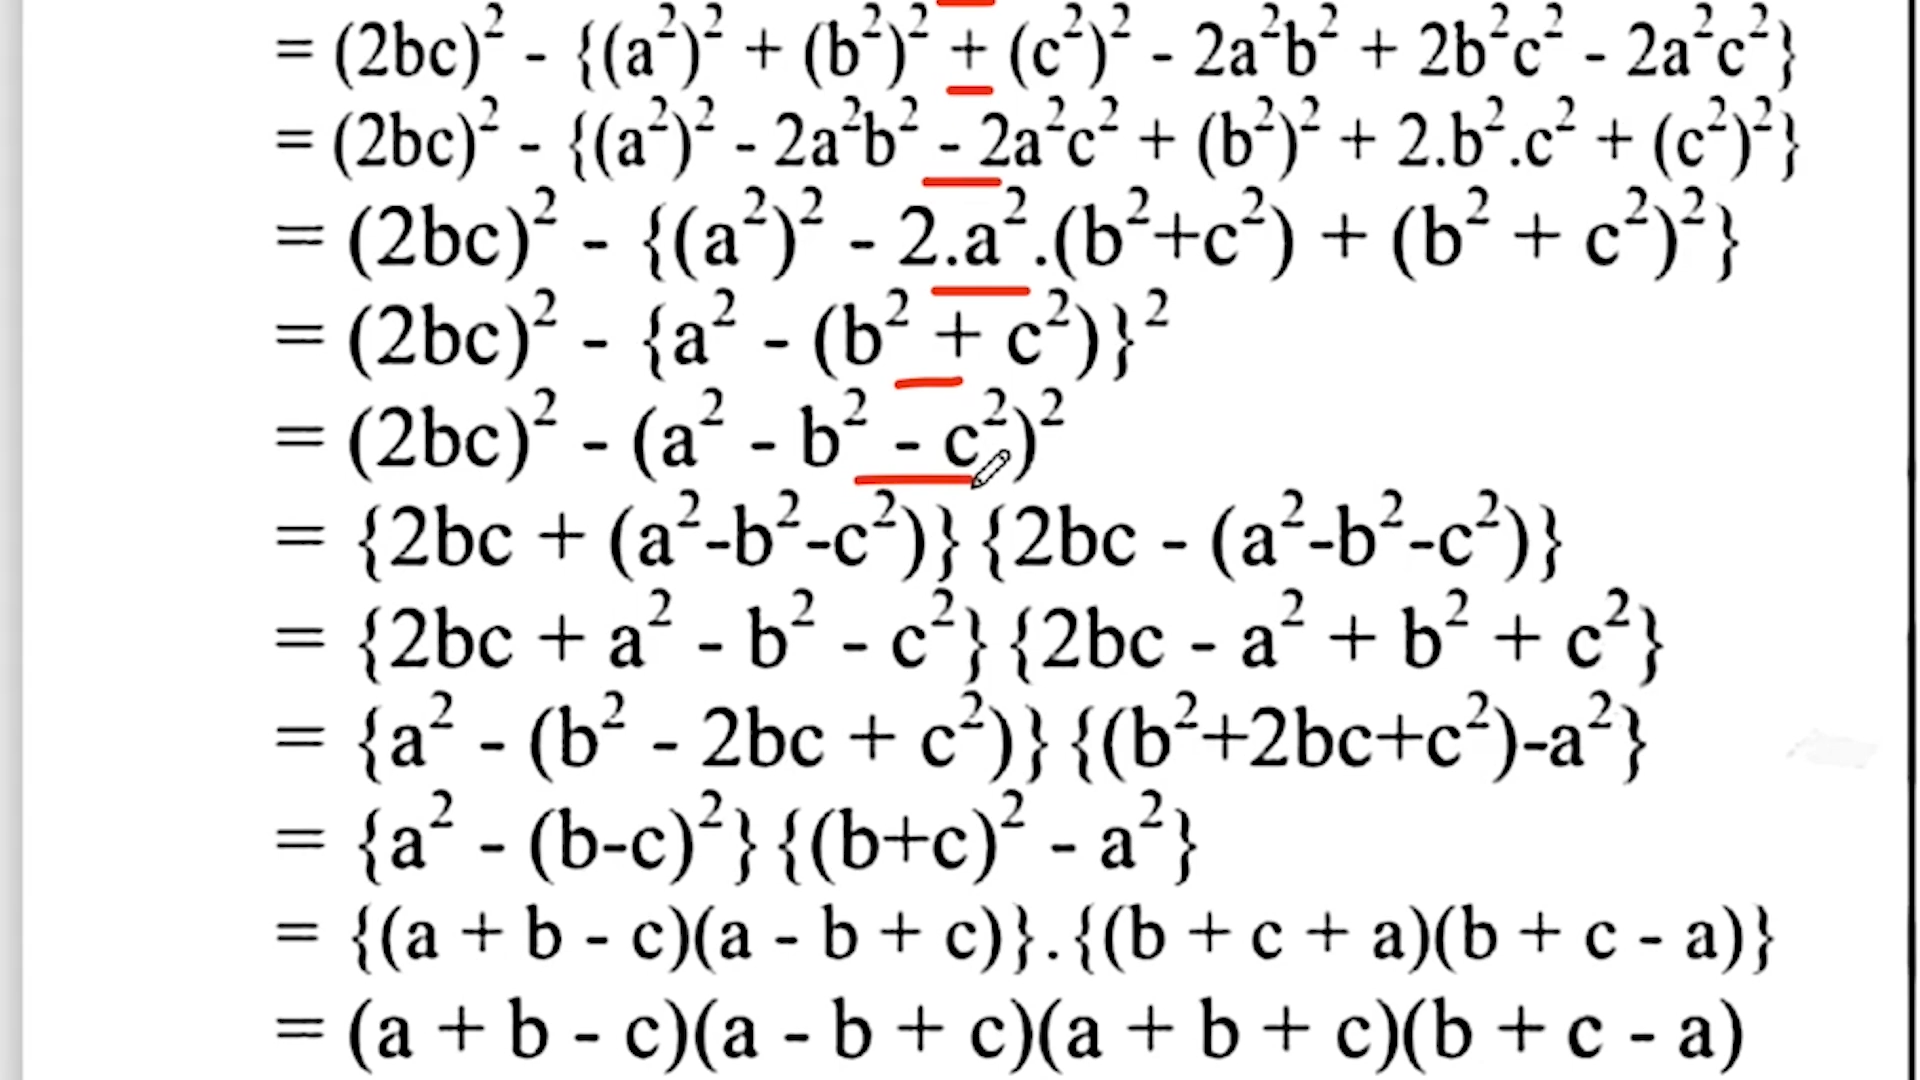 = (2bc)² - {(a²)² + (b²)² + (c²)² - 2a²b² + 2b²c² - 2a²c²}
= (2bc)² - {(a²)² - 2a²b² - 2a²c² + (b²)² + 2.b².c² + (c²)²}
= (2bc)² - {(a²)² - 2.a².(b²+c²) + (b² + c²)²}
= (2bc)² - {a² - (b² + c²)}²
= (2bc)² - (a² - b² - c²)²
= {2bc + (a²-b²-c²)}{2bc - (a²-b²-c²)}
= {2bc + a² - b² - c²}{2bc - a² + b² + c²}
= {a² - (b² - 2bc + c²)}{(b²+2bc+c²)-a²}
= {a² - (b-c)²}{(b+c)² - a²}
= {(a + b - c)(a - b + c)}.{(b + c + a)(b + c - a)}
= (a + b - c)(a - b + c)(a + b + c)(b + c - a)